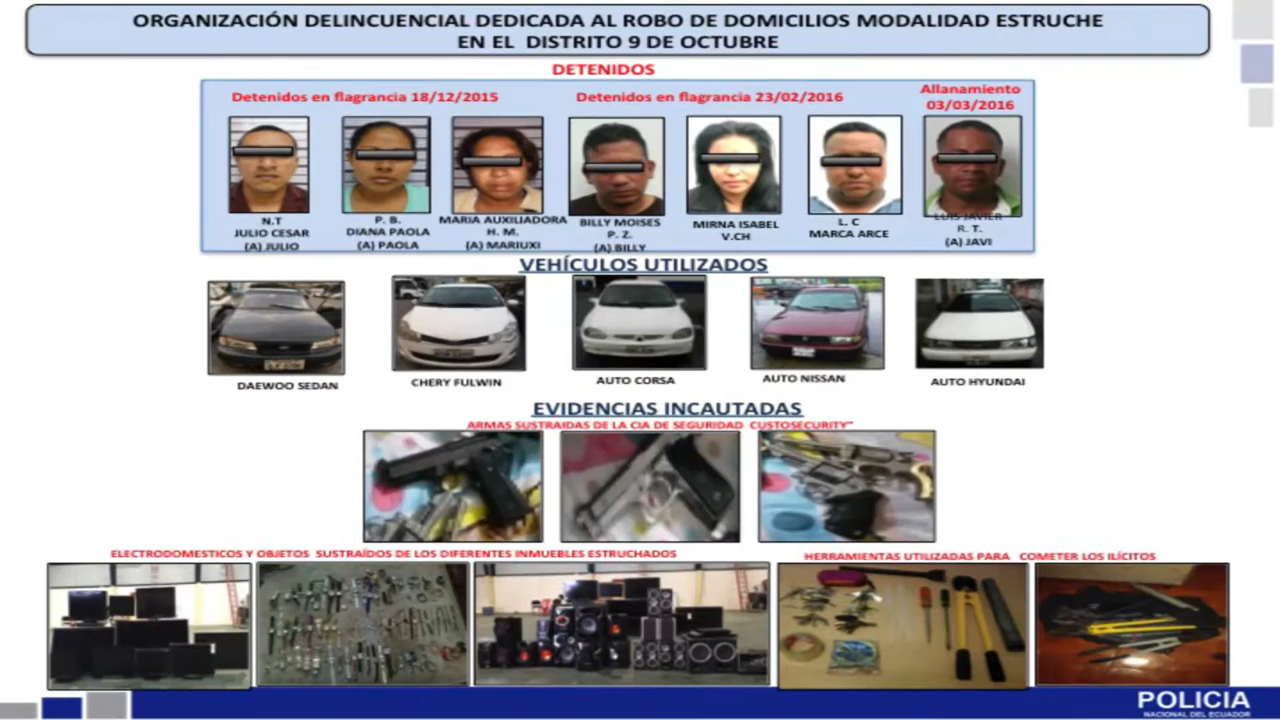 ORGANIZACIÓN DELINCUENCIAL DEDICADA AL ROBO DE DOMICILIOS MODALIDAD ESTRUCHE
EN EL DISTRITO 9 DE OCTUBRE
DETENIDOS
Detenidos en flagrancia 18/12/2015
Detenidos en flagrancia 23/02/2016
Allanamiento
03/03/2016
N.T
JULIO CESAR
(A) JULIO
P. B.
DIANA PAOLA
(A) PAOLA
MARIA AUXILIADORA
H. M.
(A) MARIUXI
BILLY MOISES
P. Z.
(A) BILLY
MIRNA ISABEL
V.CH
L. C
MARCA ARCE
LUIS JAVIER
R. T.
(A) JAVI
VEHÍCULOS UTILIZADOS
DAEWOO SEDAN
CHERY FULWIN
AUTO CORSA
AUTO NISSAN
AUTO HYUNDAI
EVIDENCIAS INCAUTADAS
ARMAS SUSTRAIDAS DE LA CIA DE SEGURIDAD CUSTOSECURITY"
ELECTRODOMESTICOS Y OBJETOS SUSTRAÍDOS DE LOS DIFERENTES INMUEBLES ESTRUCHADOS
HERRAMIENTAS UTILIZADAS PARA COMETER LOS ILÍCITOS
POLICIA
NACIONAL DEL ECUADOR